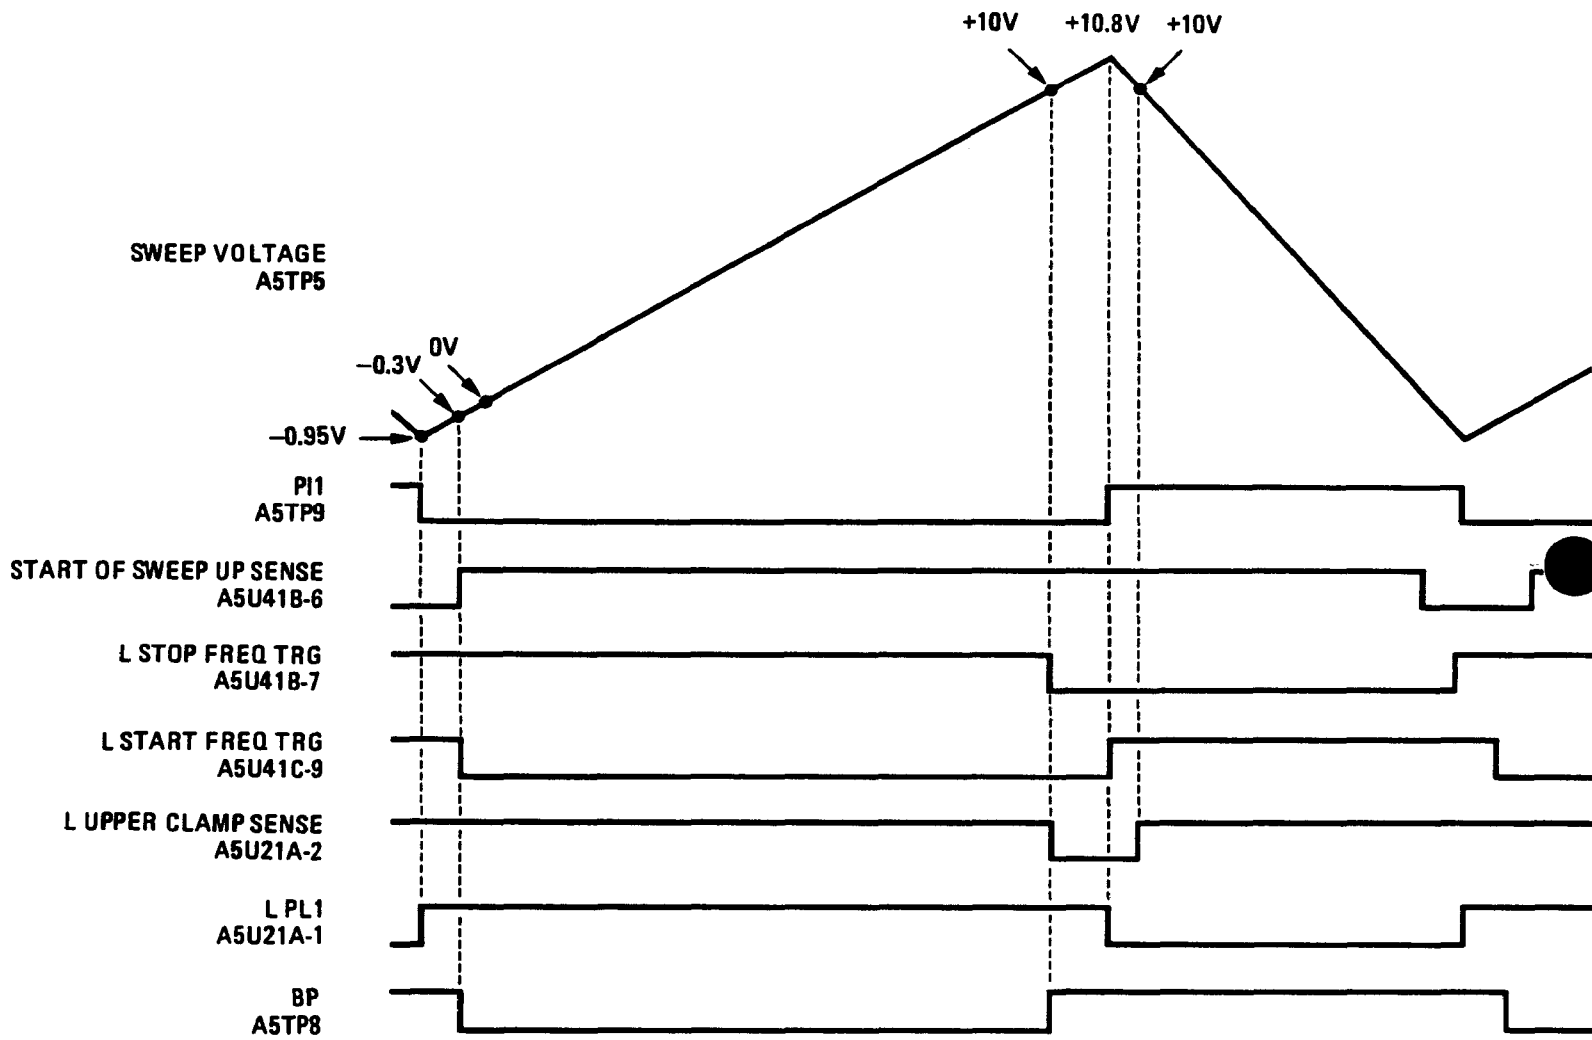 +10V +10.8V +10V
SWEEP VOLTAGE
A5TP5
0V
−0.3V
−0.95V
PI1
A5TP9
START OF SWEEP UP SENSE
A5U41B-6
L STOP FREQ TRG
A5U41B-7
L START FREQ TRG
A5U41C-9
L UPPER CLAMP SENSE
A5U21A-2
L PL1
A5U21A-1
BP
A5TP8